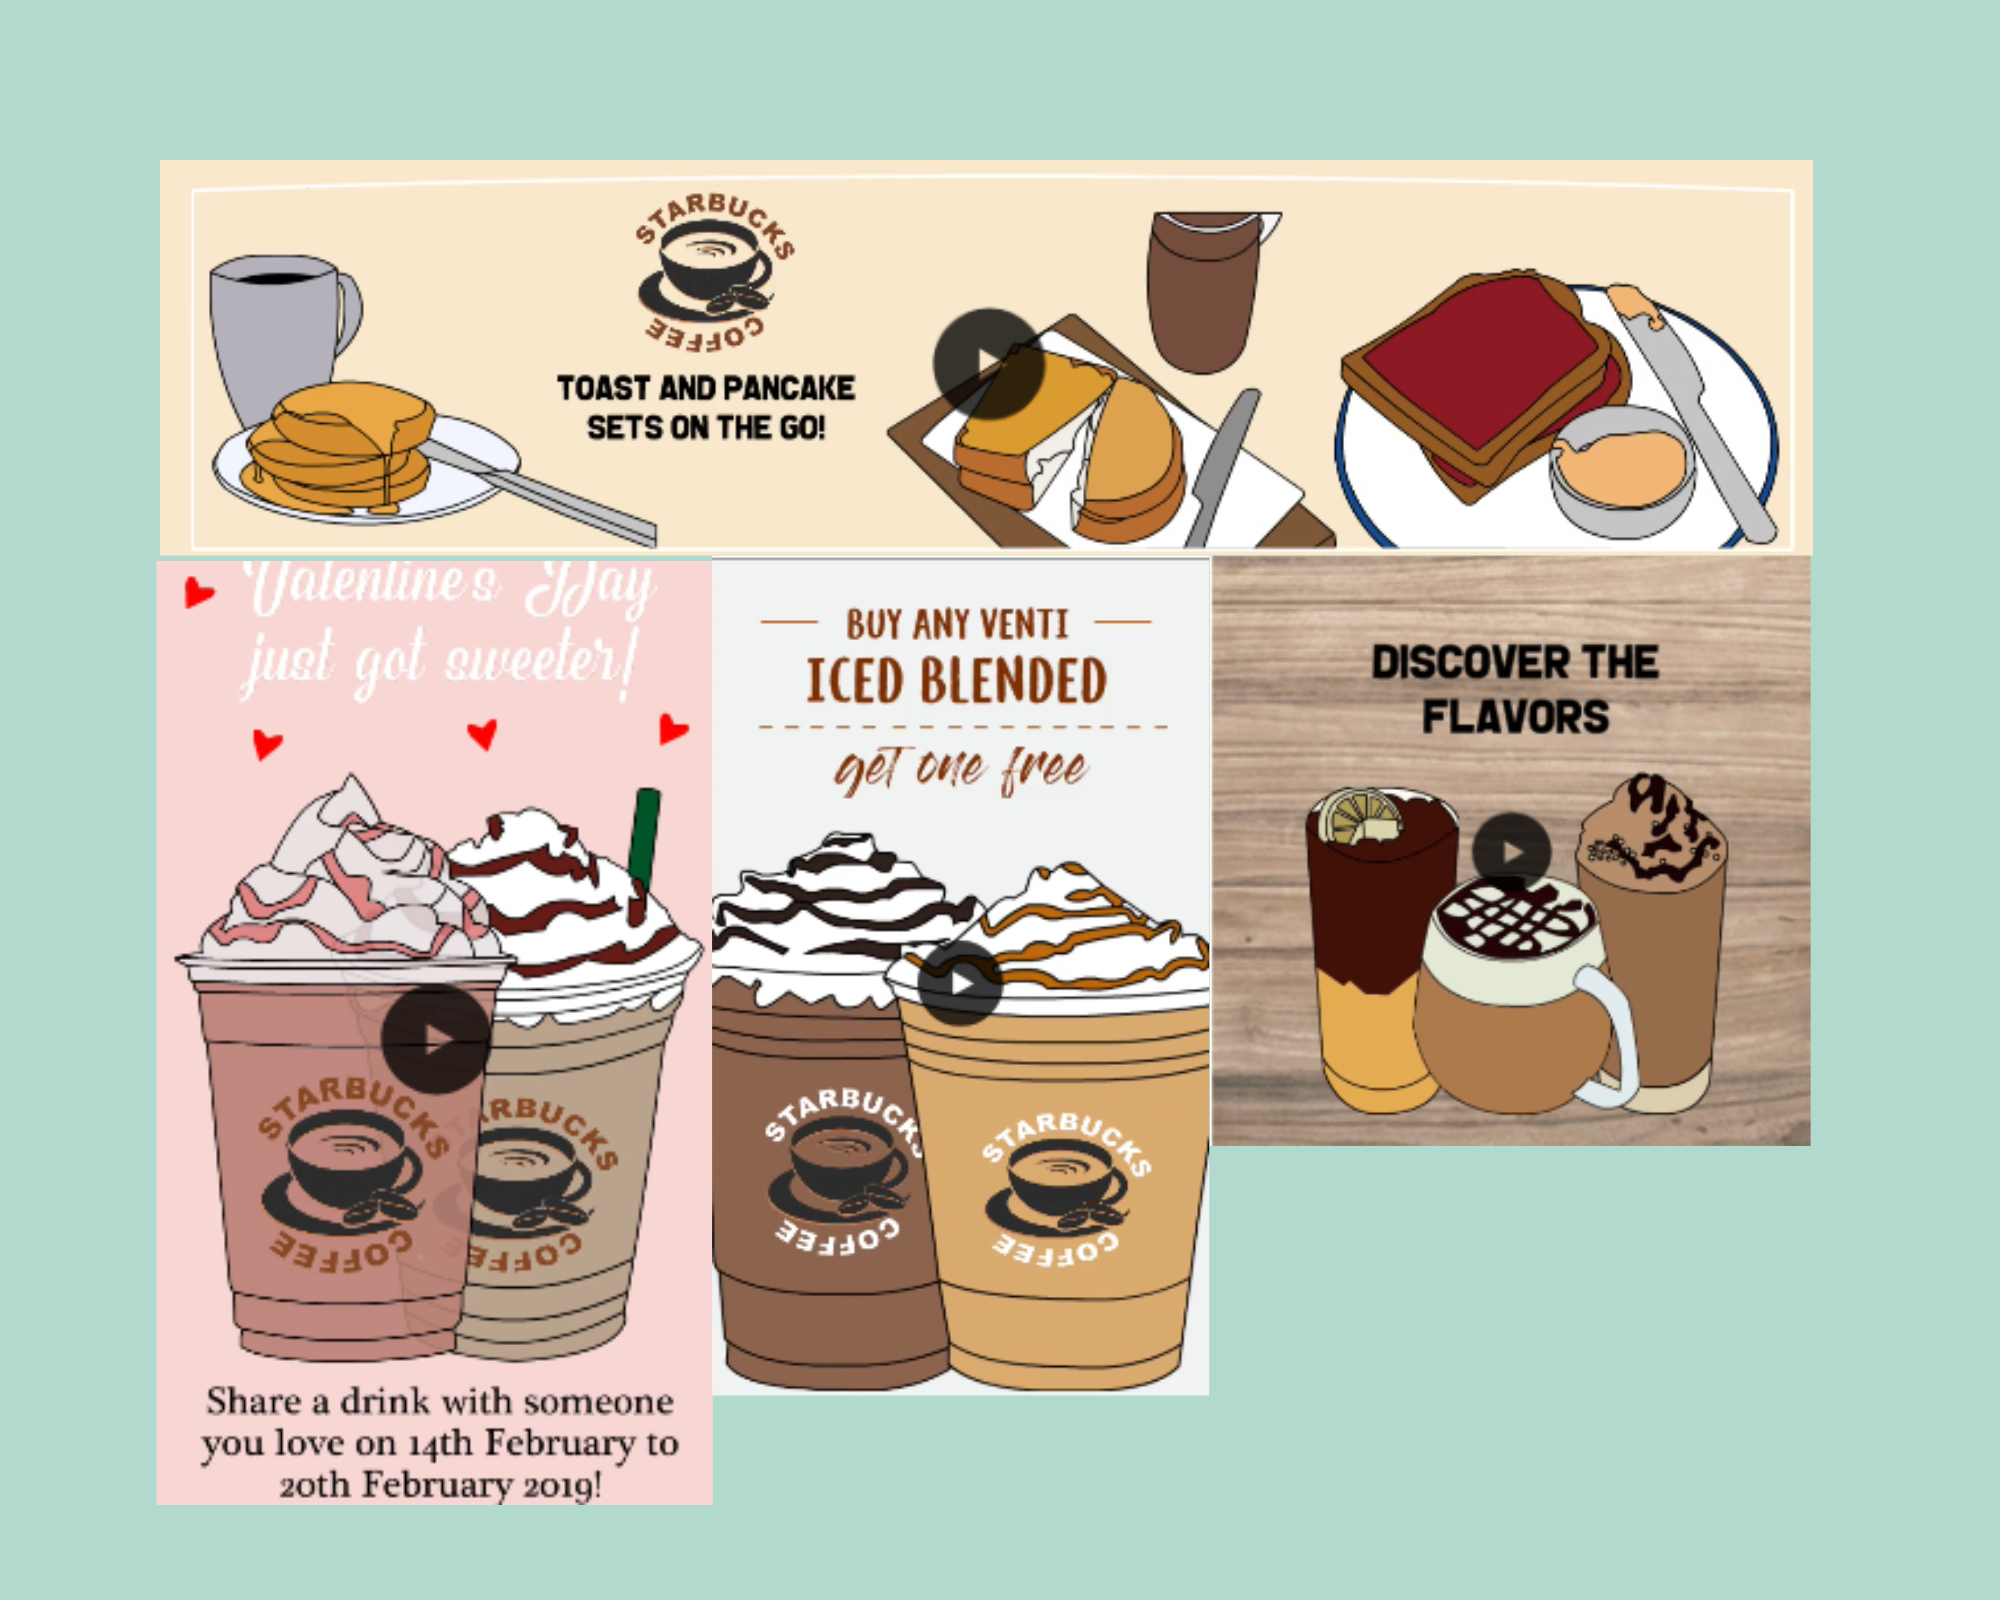 STARBUCKS
COFFEE
TOAST AND PANCAKE
SETS ON THE GO!
Valentine's Day
just got sweeter!
STARBUCKS
COFFEE
RBUCKS
COFFEE
Share a drink with someone
you love on 14th February to
20th February 2019!
BUY ANY VENTI
ICED BLENDED
get one free
STARBUCKS
COFFEE
STARBUCKS
COFFEE
DISCOVER THE
FLAVORS